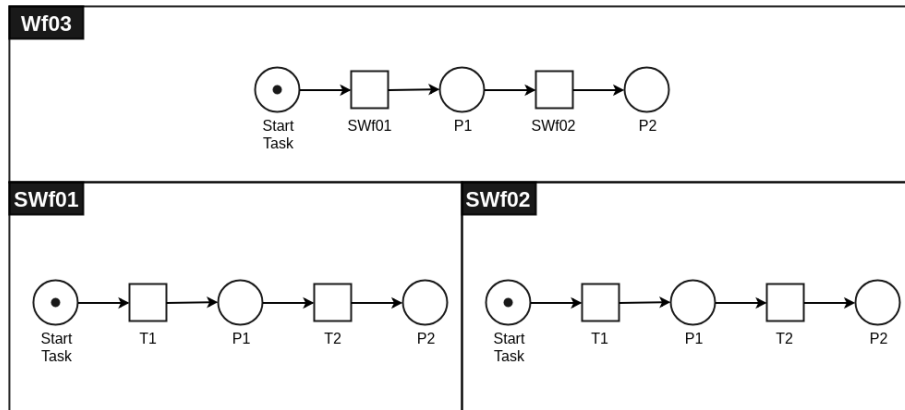 Wf03
Start
Task
SWf01
P1
SWf02
P2
SWf01
Start
Task
T1
P1
T2
P2
SWf02
Start
Task
T1
P1
T2
P2